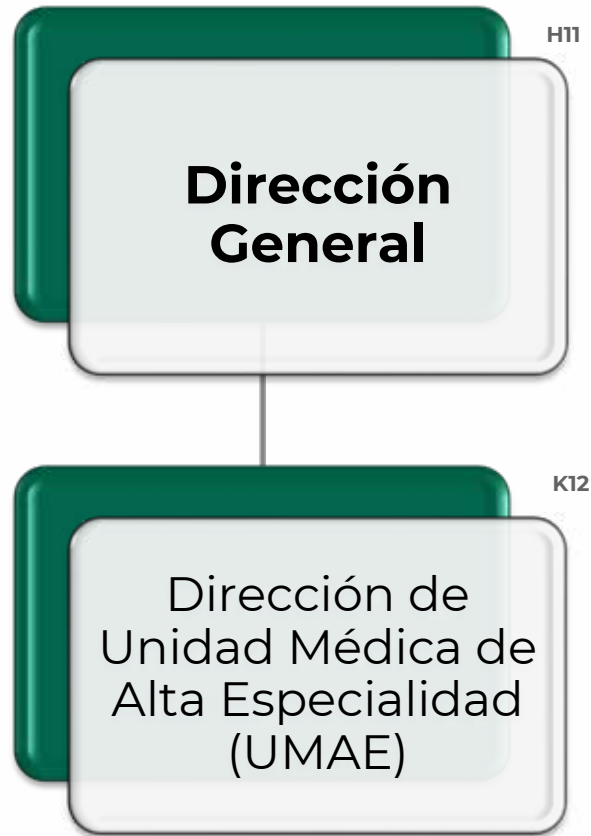 H11
Dirección
General
K12
Dirección de
Unidad Médica de
Alta Especialidad
(UMAE)